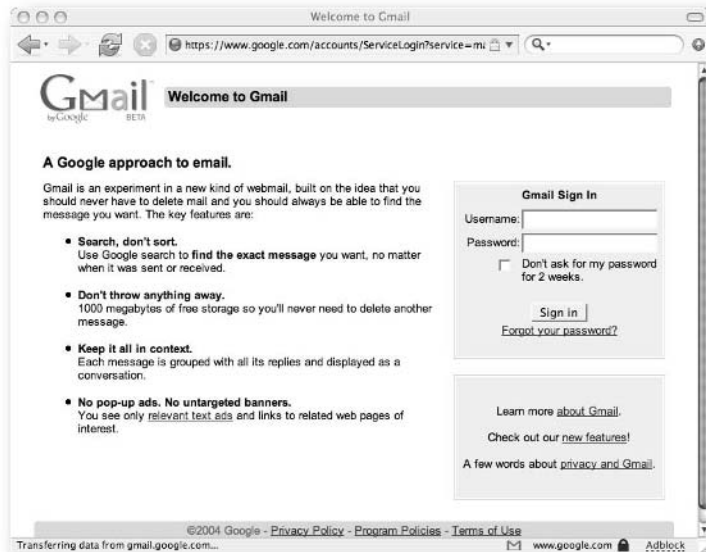 Welcome to Gmail
https://www.google.com/accounts/ServiceLogin?service=ma
Gmail
by Google BETA
Welcome to Gmail
A Google approach to email.
Gmail is an experiment in a new kind of webmail, built on the idea that you
should never have to delete mail and you should always be able to find the
message you want. The key features are:
• Search, don't sort.
Use Google search to find the exact message you want, no matter
when it was sent or received.
• Don't throw anything away.
1000 megabytes of free storage so you'll never need to delete another
message.
• Keep it all in context.
Each message is grouped with all its replies and displayed as a
conversation.
• No pop-up ads. No untargeted banners.
You see only relevant text ads and links to related web pages of
interest.
Gmail Sign In
Username:
Password:
Don't ask for my password
for 2 weeks.
Sign in
Forgot your password?
Learn more about Gmail.
Check out our new features!
A few words about privacy and Gmail.
©2004 Google - Privacy Policy - Program Policies - Terms of Use
Transferring data from gmail.google.com... www.google.com Adblock